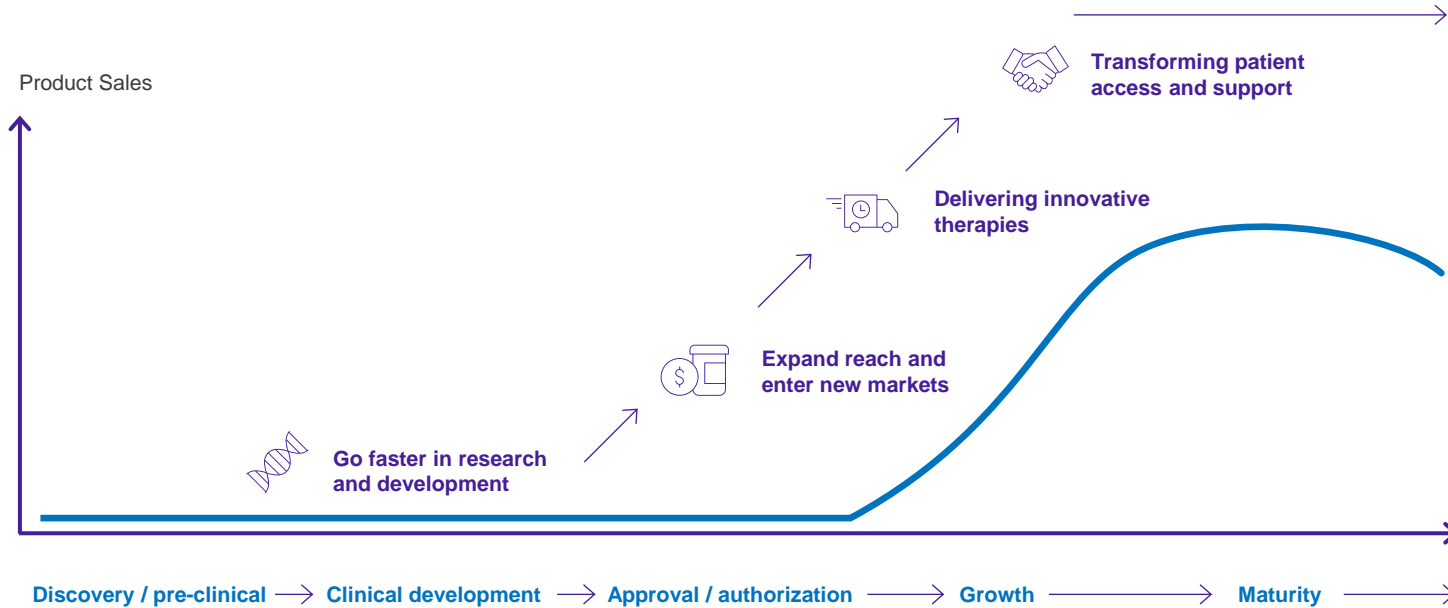 Product Sales
Transforming patient
access and support
Delivering innovative
therapies
Expand reach and
enter new markets
$
Go faster in research
and development
Discovery / pre-clinical
Clinical development
Approval / authorization
Growth
Maturity